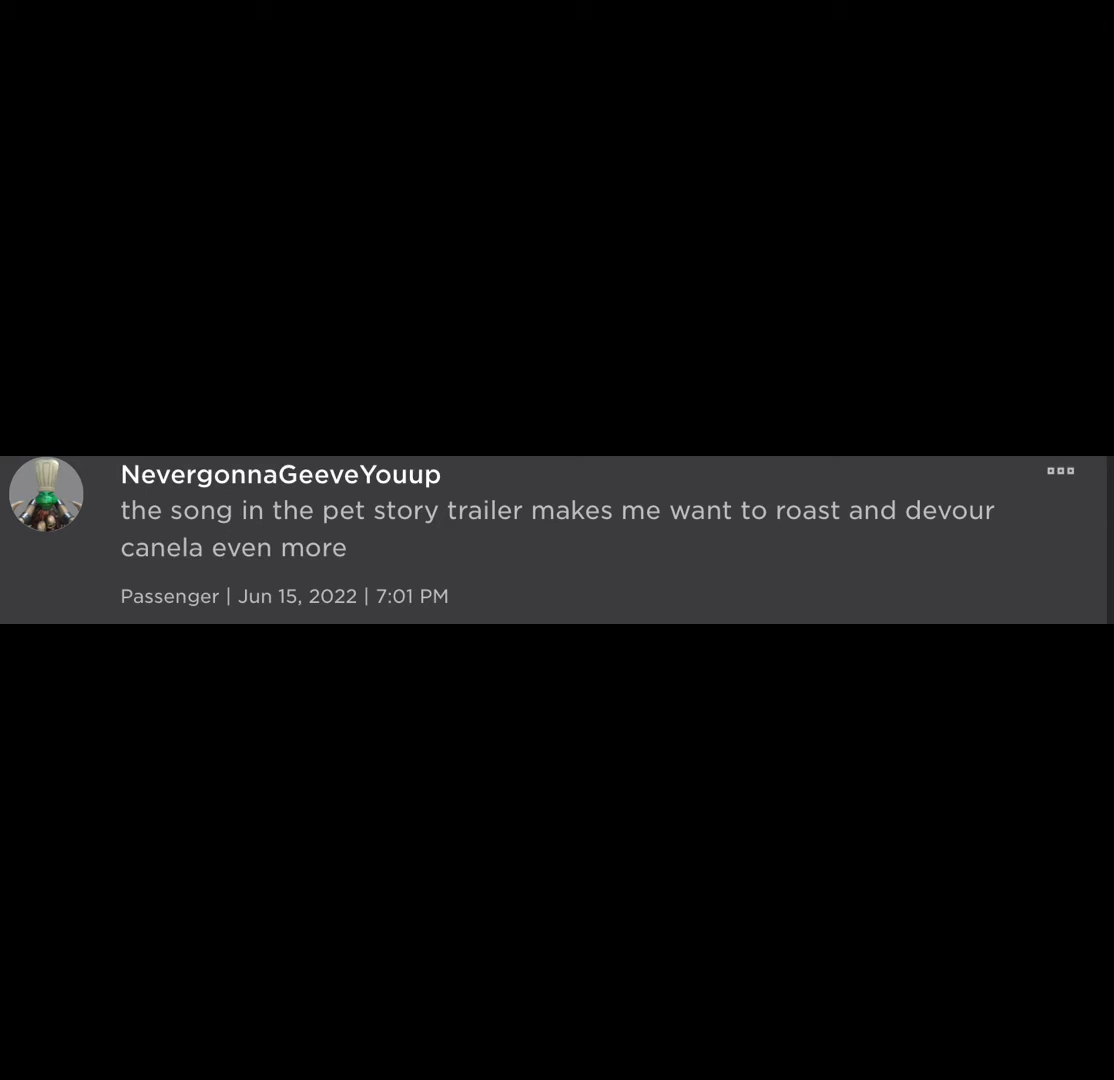 NevergonnaGeeveYouup
the song in the pet story trailer makes me want to roast and devour
canela even more
Passenger | Jun 15, 2022 | 7:01 PM